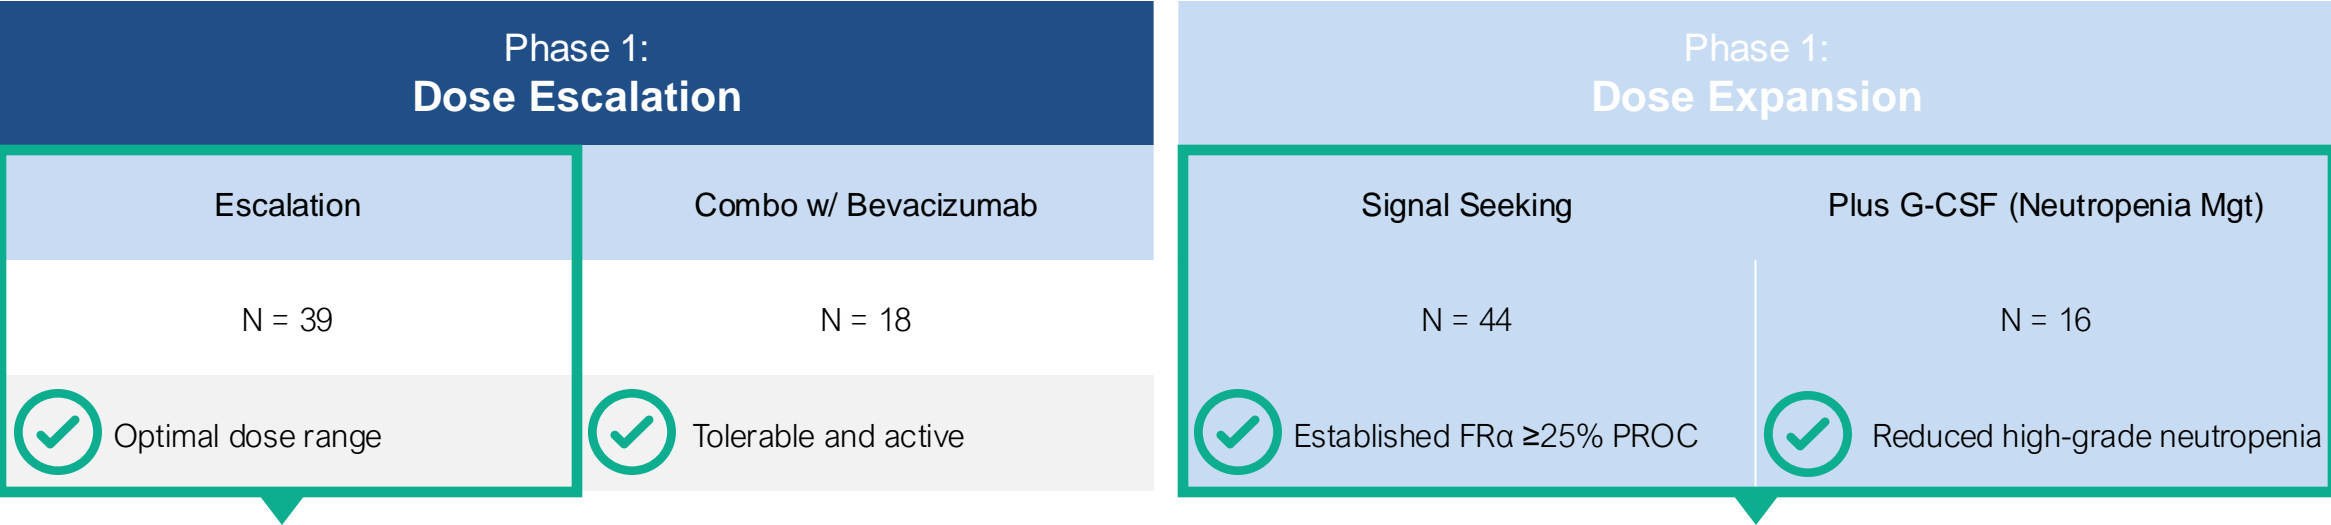 Phase 1:
Dose Escalation
Phase 1:
Dose Expansion
Escalation
Combo w/ Bevacizumab
Signal Seeking
Plus G-CSF (Neutropenia Mgt)
N = 39
N = 18
N = 44
N = 16
Optimal dose range
Tolerable and active
Established FRα ≥25% PROC
Reduced high-grade neutropenia